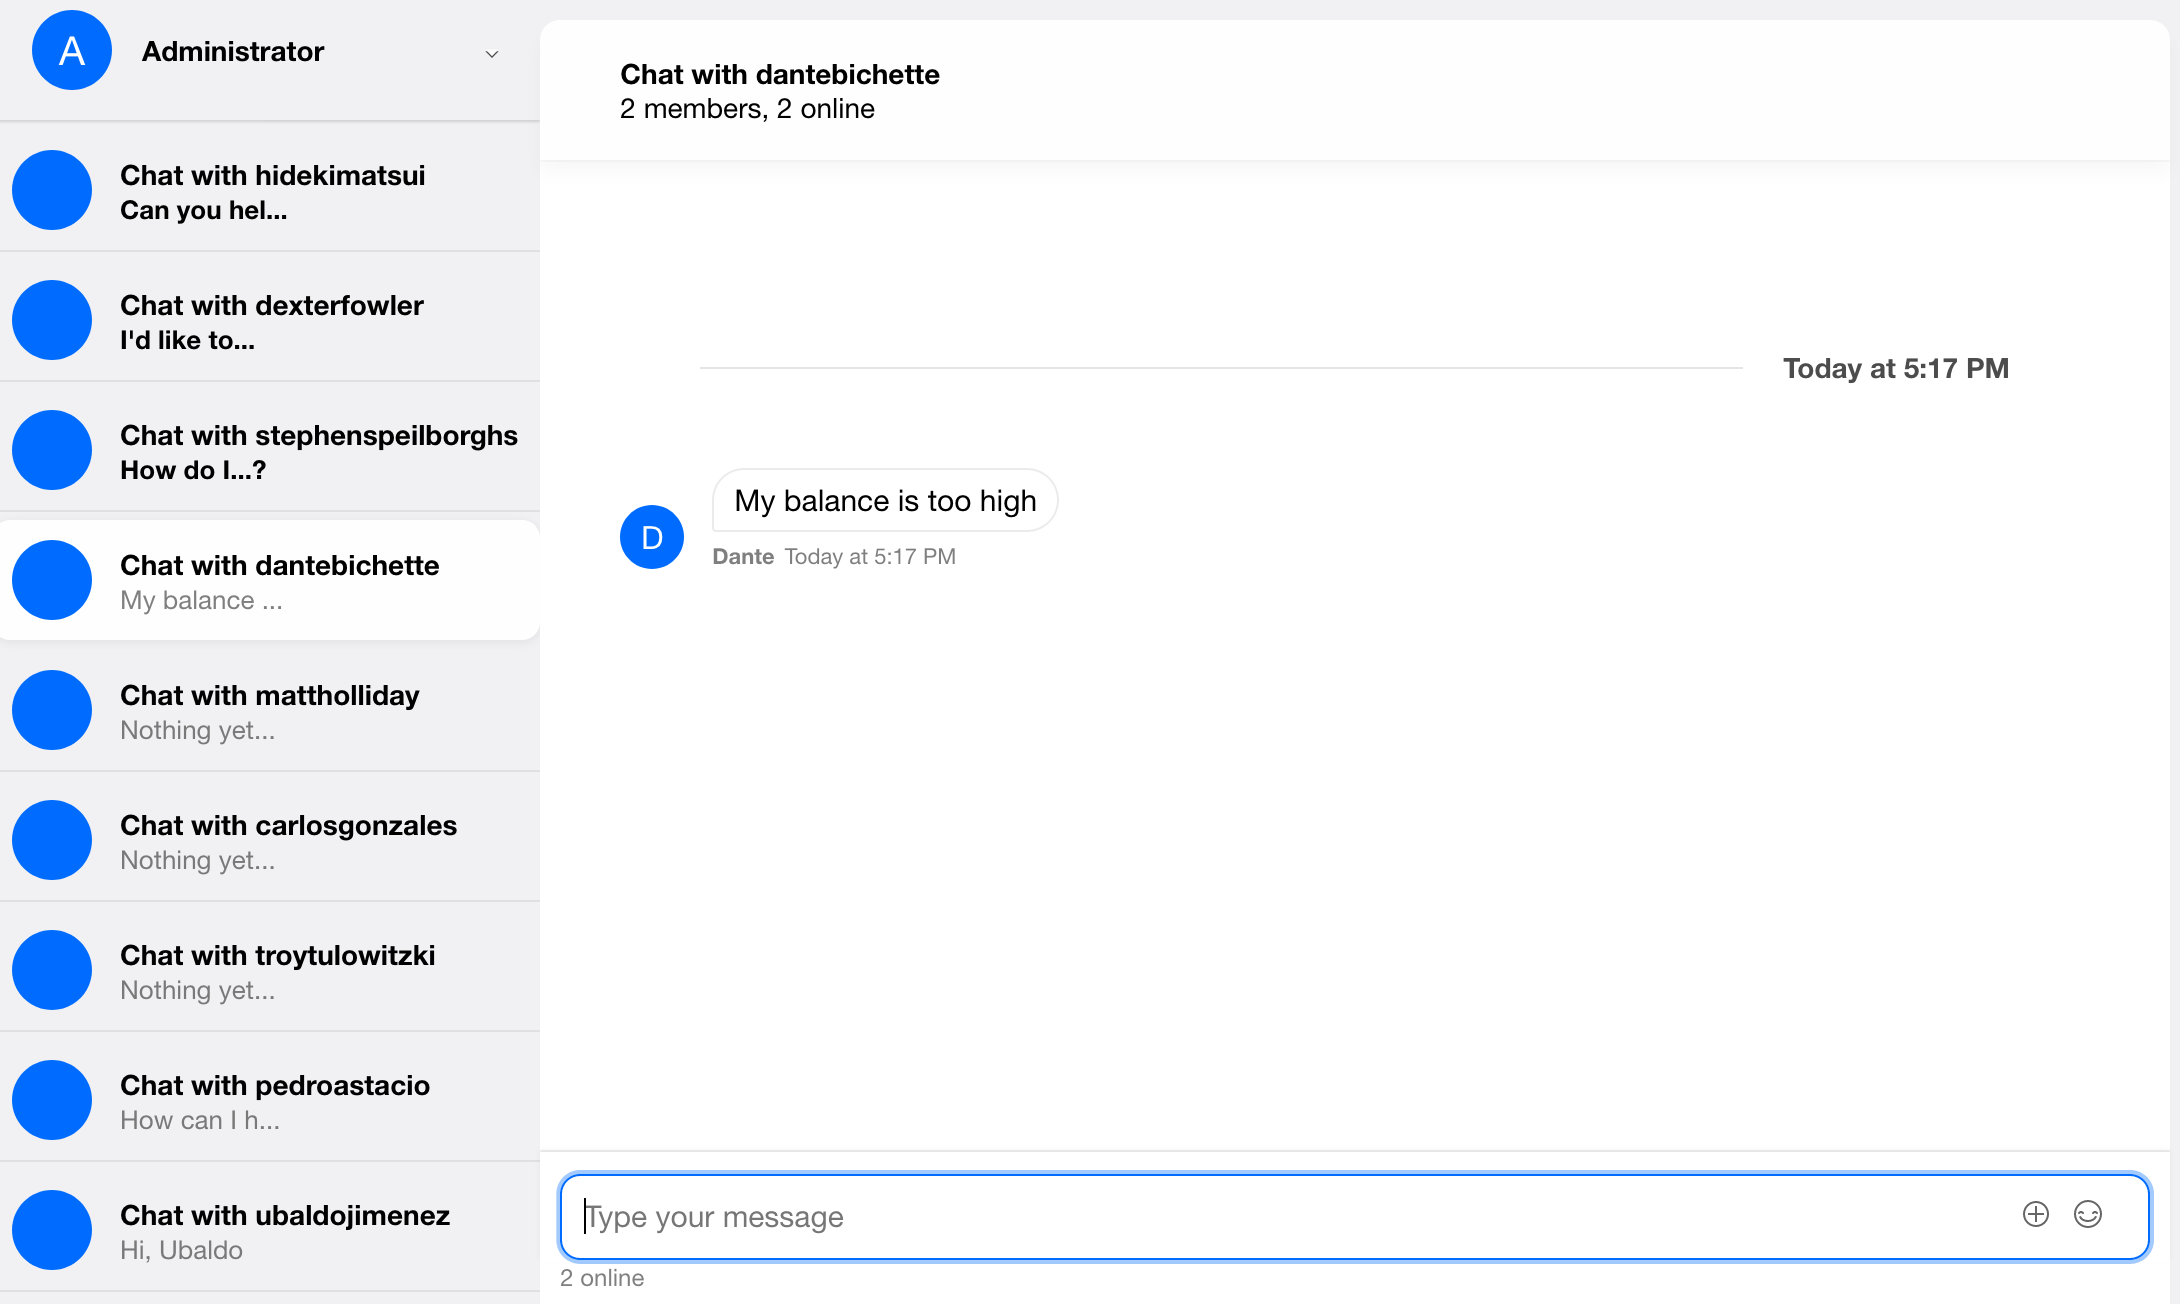 A
Administrator
Chat with hidekimatsui
Can you hel...
Chat with dexterfowler
I'd like to...
Chat with stephenspeilborghs
How do I...?
Chat with dantebichette
My balance ...
Chat with mattholliday
Nothing yet...
Chat with carlosgonzales
Nothing yet...
Chat with troytulowitzki
Nothing yet...
Chat with pedroastacio
How can I h...
Chat with ubaldojimenez
Hi, Ubaldo
Chat with dantebichette
2 members, 2 online
Today at 5:17 PM
My balance is too high
D
Dante Today at 5:17 PM
Type your message
2 online